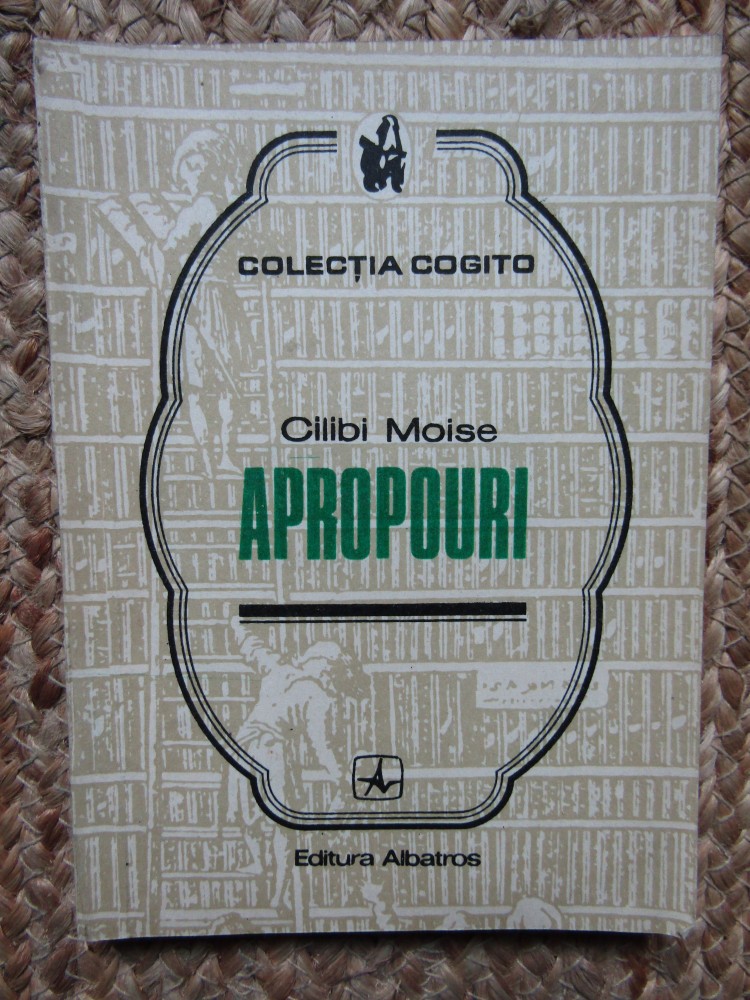 COLECȚIA COGITO
Cilibi Moise
APROPOURI
Editura Albatros